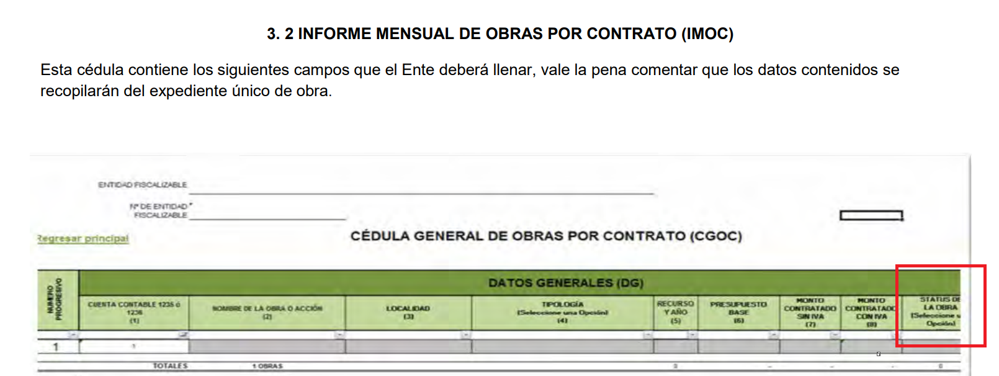 3. 2 INFORME MENSUAL DE OBRAS POR CONTRATO (IMOC)
Esta cédula contiene los siguientes campos que el Ente deberá llenar, vale la pena comentar que los datos contenidos se
recopilarán del expediente único de obra.
ENTIDAD FISCALIZABLE
Nº DE ENTIDAD
FISCALIZABLE
Regresar principal
CÉDULA GENERAL DE OBRAS POR CONTRATO (CGOC)
NUMERO
PROGRESIVO
DATOS GENERALES (DG)
CUENTA CONTABLE 1235 ó
1236
(1)
NOMBRE DE LA OBRA O ACCIÓN
(2)
LOCALIDAD
(3)
TIPOLOGÍA
(Seleccione una Opción)
(4)
RECURSO
Y AÑO
(5)
PRESUPUESTO
BASE
(6)
MONTO
CONTRATADO
SIN IVA
(7)
MONTO
CONTRATADO
CON IVA
(8)
STATUS DE
LA OBRA
(Seleccione u
Opción)
1
1
TOTALES
1 OBRAS
0
-
-
-
0